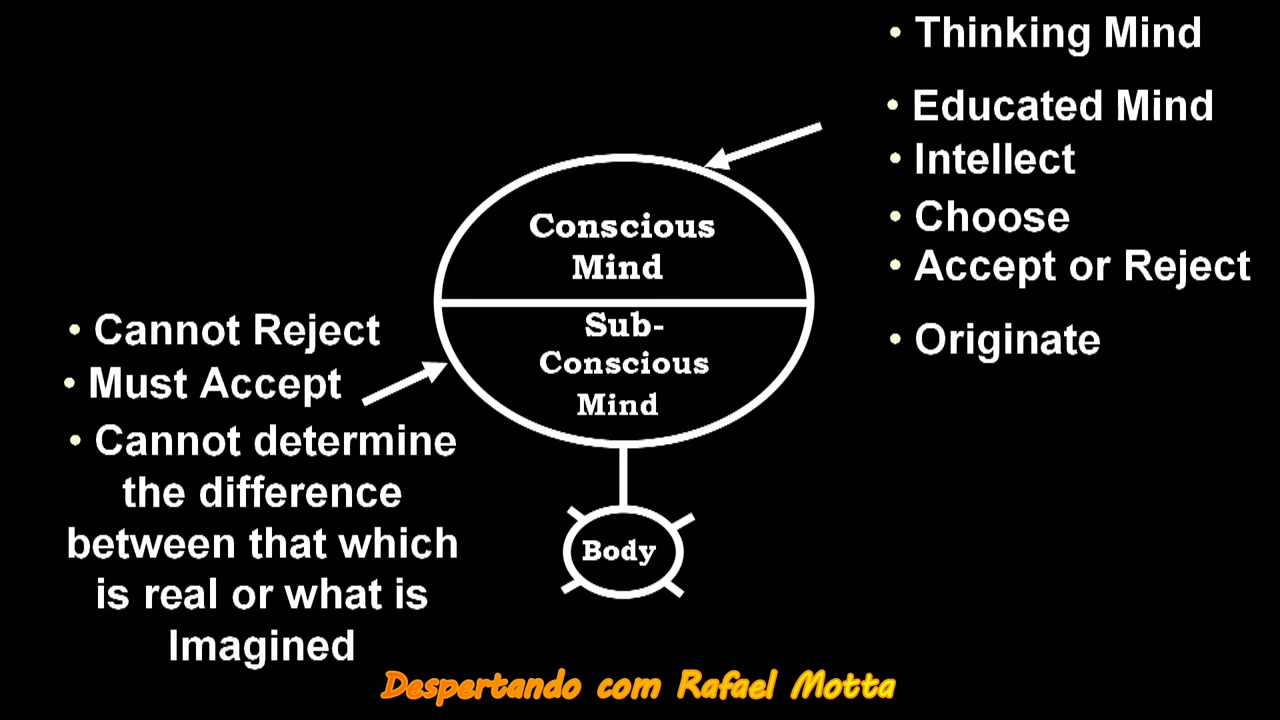 • Thinking Mind
• Educated Mind
• Intellect
• Choose
• Accept or Reject
• Originate
Conscious
Mind
Sub-
Conscious
Mind
• Cannot Reject
• Must Accept
• Cannot determine
the difference
between that which
is real or what is
Imagined
Body
Despertando com Rafael Motta